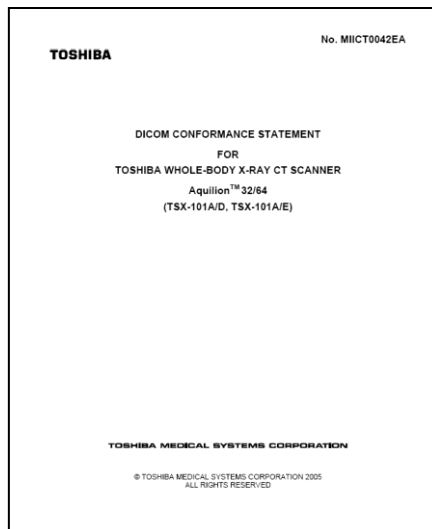 No. MIICT0042EA
TOSHIBA
DICOM CONFORMANCE STATEMENT
FOR
TOSHIBA WHOLE-BODY X-RAY CT SCANNER
Aquilion™ 32/64
(TSX-101A/D, TSX-101A/E)
TOSHIBA MEDICAL SYSTEMS CORPORATION
© TOSHIBA MEDICAL SYSTEMS CORPORATION 2005
ALL RIGHTS RESERVED